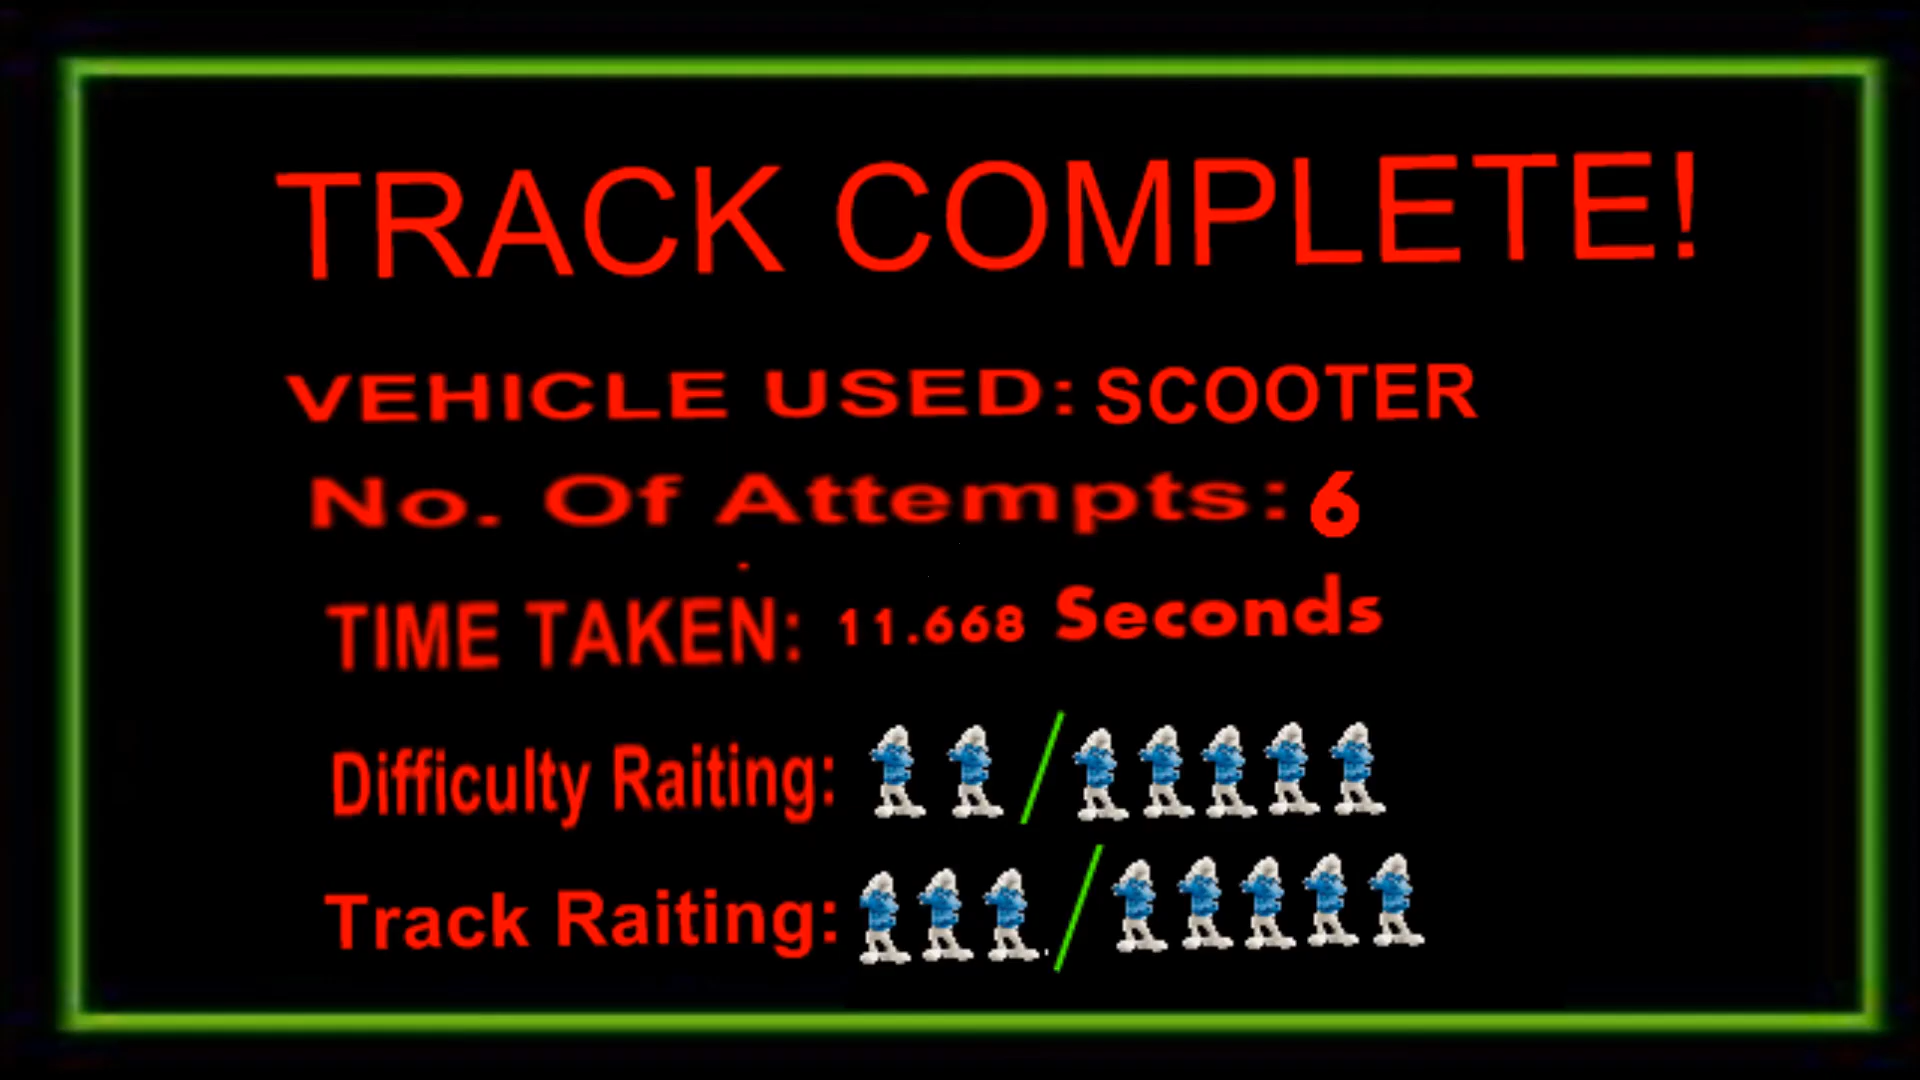 TRACK COMPLETE!
VEHICLE USED: SCOOTER
No. Of Attempts: 6
TIME TAKEN: 11.668 Seconds
Difficulty Raiting: /
Track Raiting: /